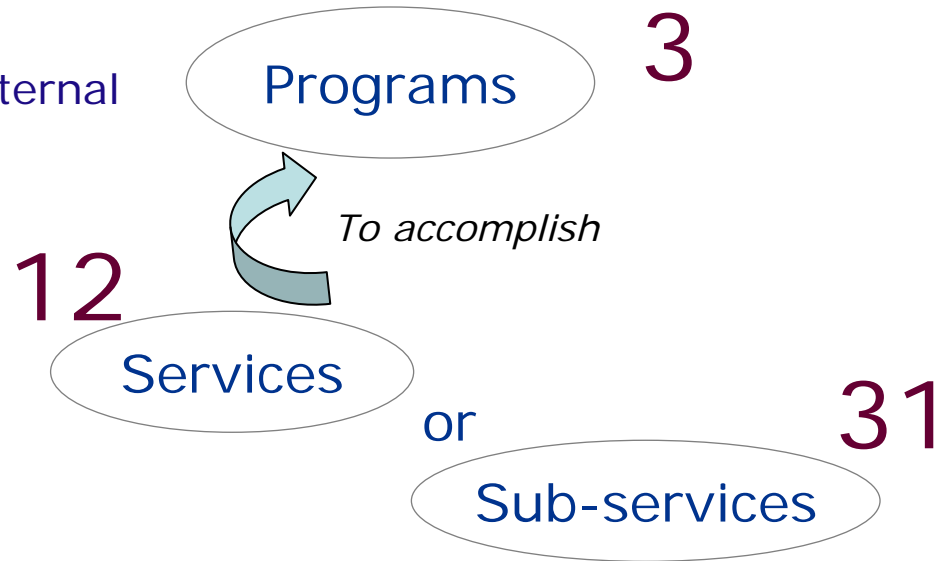 3
ternal Programs
To accomplish
12
Services
or
31
Sub-services